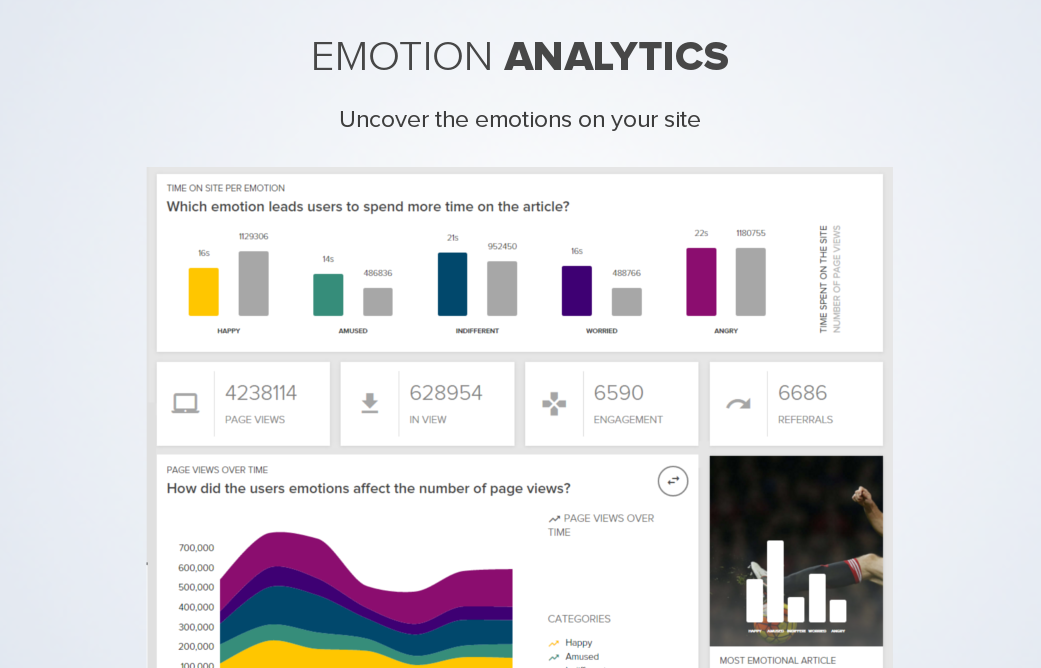 EMOTION ANALYTICS
Uncover the emotions on your site
TIME ON SITE PER EMOTION
Which emotion leads users to spend more time on the article?
16s
1129306
14s
486836
21s
952450
16s
488766
22s
1180755
HAPPY
AMUSED
INDIFFERENT
WORRIED
ANGRY
TIME SPENT ON THE SITE
NUMBER OF PAGE VIEWS
4238114
PAGE VIEWS
628954
IN VIEW
6590
ENGAGEMENT
6686
REFERRALS
PAGE VIEWS OVER TIME
How did the users emotions affect the number of page views?
PAGE VIEWS OVER
TIME
700,000
600,000
500,000
400,000
300,000
200,000
100,000
CATEGORIES
Happy
Amused
HAPPY
AMUSED
WORRIED
ANGRY
MOST EMOTIONAL ARTICLE